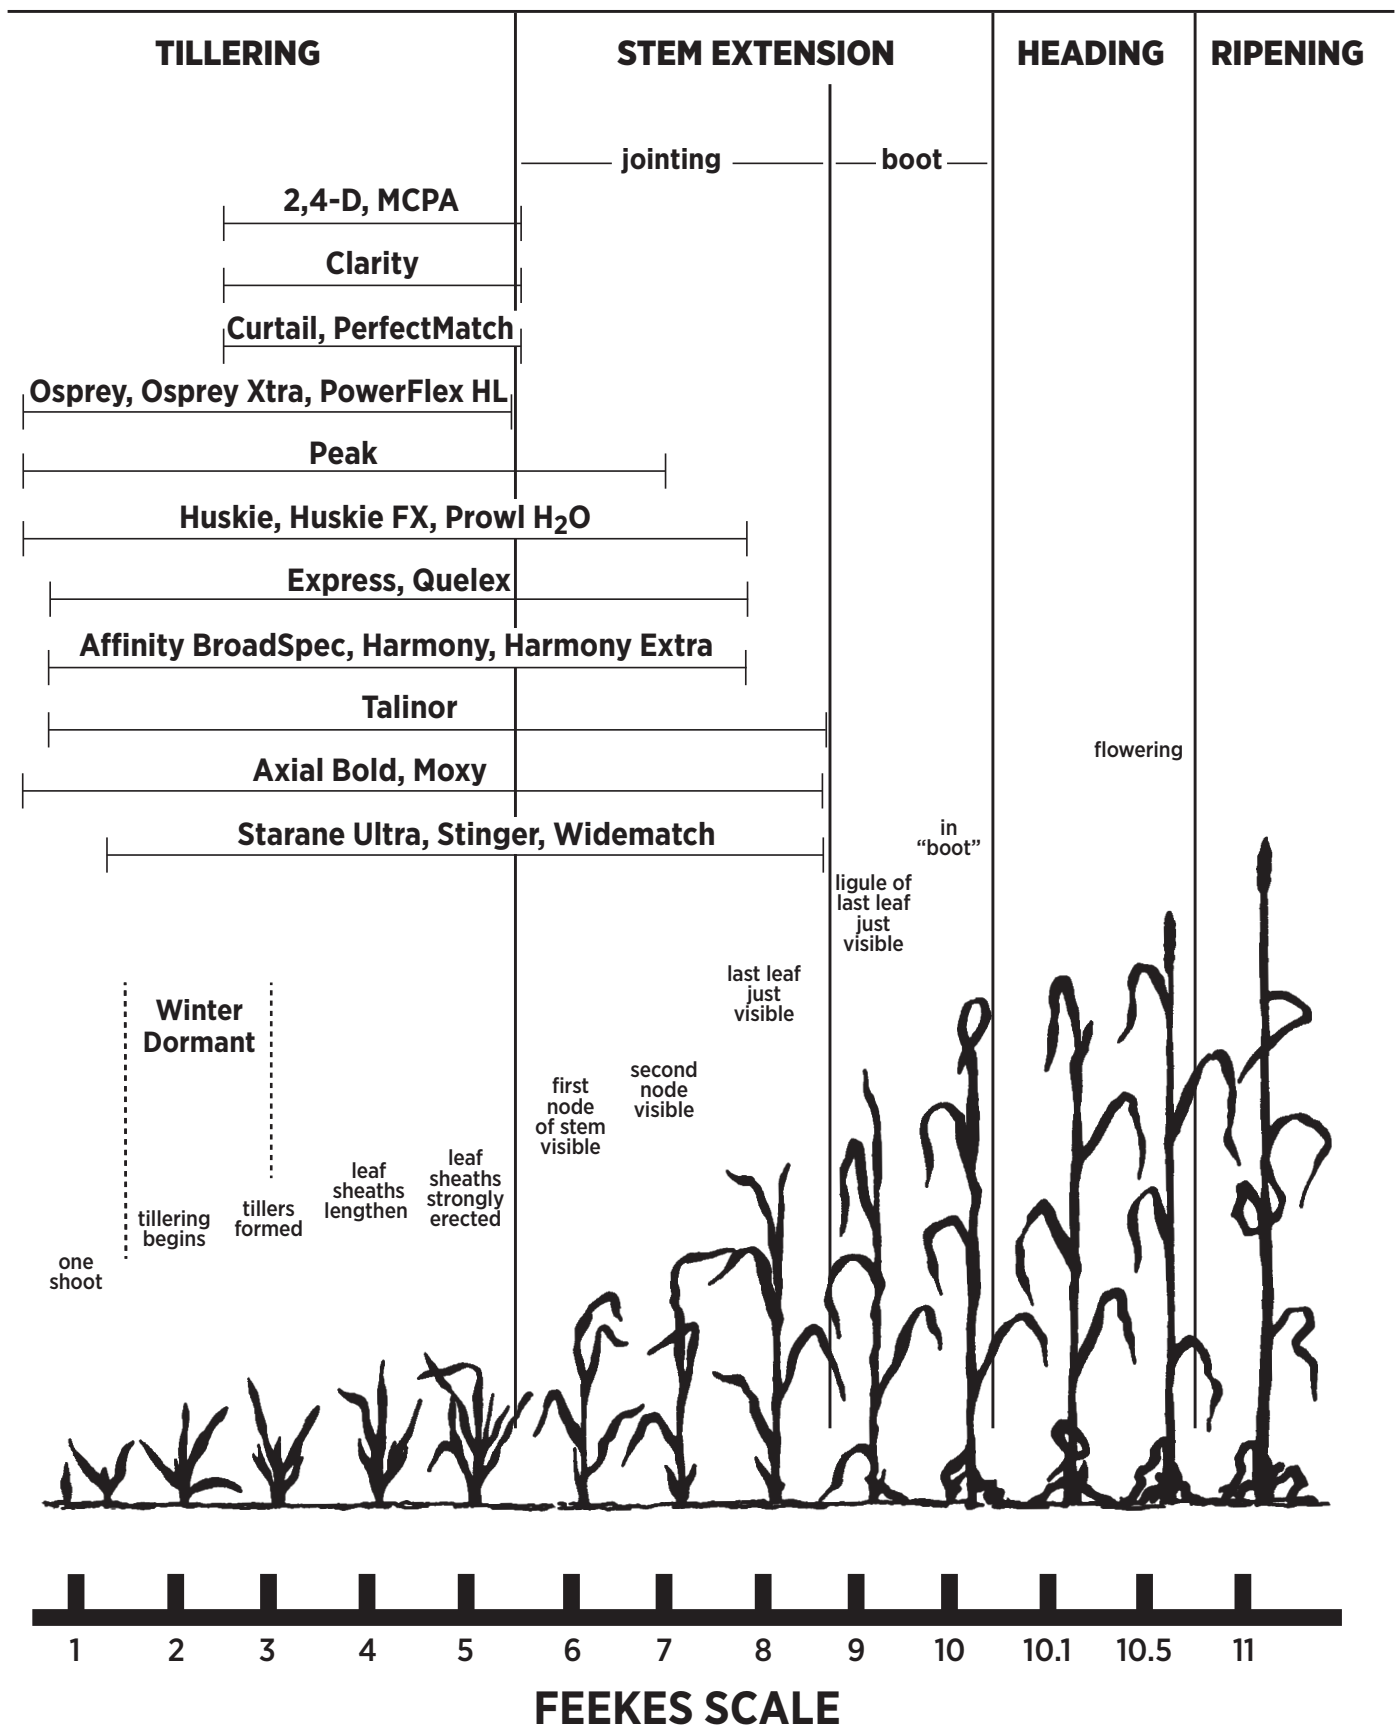 TILLERING
STEM EXTENSION
HEADING
RIPENING
jointing
boot
2,4-D, MCPA
Clarity
Curtail, PerfectMatch
Osprey, Osprey Xtra, PowerFlex HL
Peak
Huskie, Huskie FX, Prowl H₂O
Express, Quelex
Affinity BroadSpec, Harmony, Harmony Extra
Talinor
flowering
Axial Bold, Moxy
Starane Ultra, Stinger, Widematch
in
“boot”
ligule of
last leaf
just
visible
last leaf
just
visible
Winter
Dormant
second
node
visible
first
node
of stem
visible
leaf
sheaths
strongly
erected
leaf
sheaths
lengthen
tillers
formed
tillering
begins
one
shoot
1 2 3 4 5 6 7 8 9 10 10.1 10.5 11
FEEKES SCALE